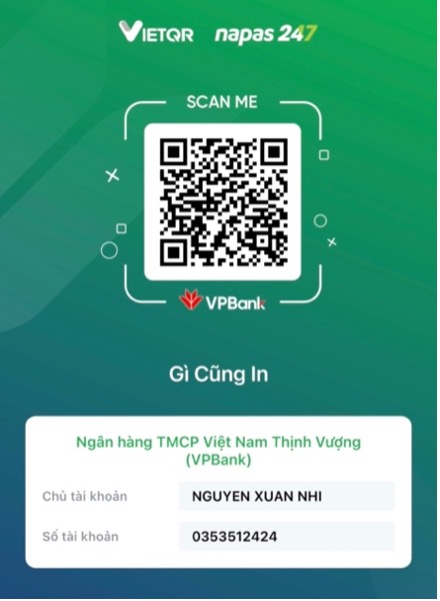 VIETQR napas 247
SCAN ME
VPBank
Gì Cũng In
Ngân hàng TMCP Việt Nam Thịnh Vượng
(VPBank)
Chủ tài khoản NGUYEN XUAN NHI
Số tài khoản 0353512424